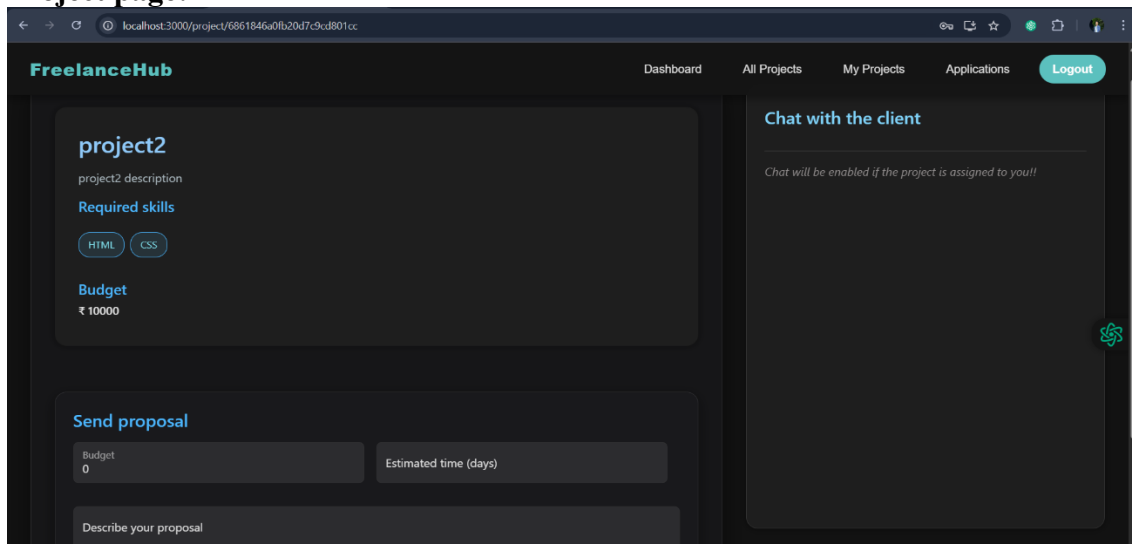 localhost:3000/project/6861846a0fb20d7c9cd801cc
FreelanceHub
Dashboard
All Projects
My Projects
Applications
Logout
project2
project2 description
Required skills
HTML
CSS
Budget
₹ 10000
Chat with the client
Chat will be enabled if the project is assigned to you!!
Send proposal
Budget
0
Estimated time (days)
Describe your proposal